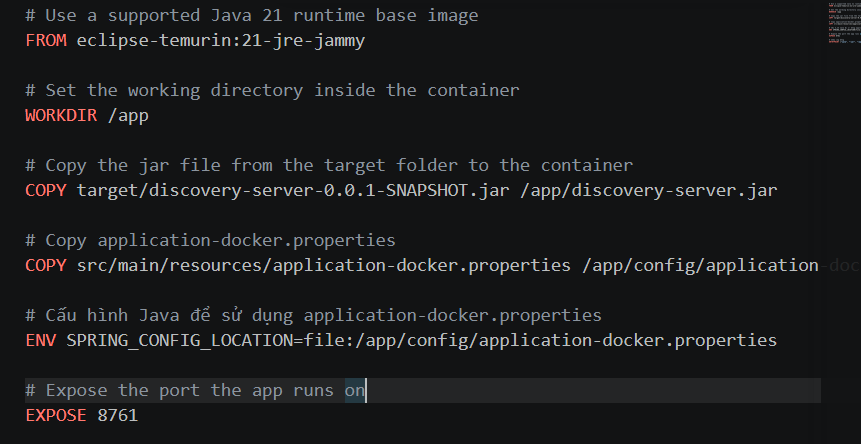 # Use a supported Java 21 runtime base image
FROM eclipse-temurin:21-jre-jammy
# Set the working directory inside the container
WORKDIR /app
# Copy the jar file from the target folder to the container
COPY target/discovery-server-0.0.1-SNAPSHOT.jar /app/discovery-server.jar
# Copy application-docker.properties
COPY src/main/resources/application-docker.properties /app/config/application-doc
# Cấu hình Java để sử dụng application-docker.properties
ENV SPRING_CONFIG_LOCATION=file:/app/config/application-docker.properties
# Expose the port the app runs on
EXPOSE 8761